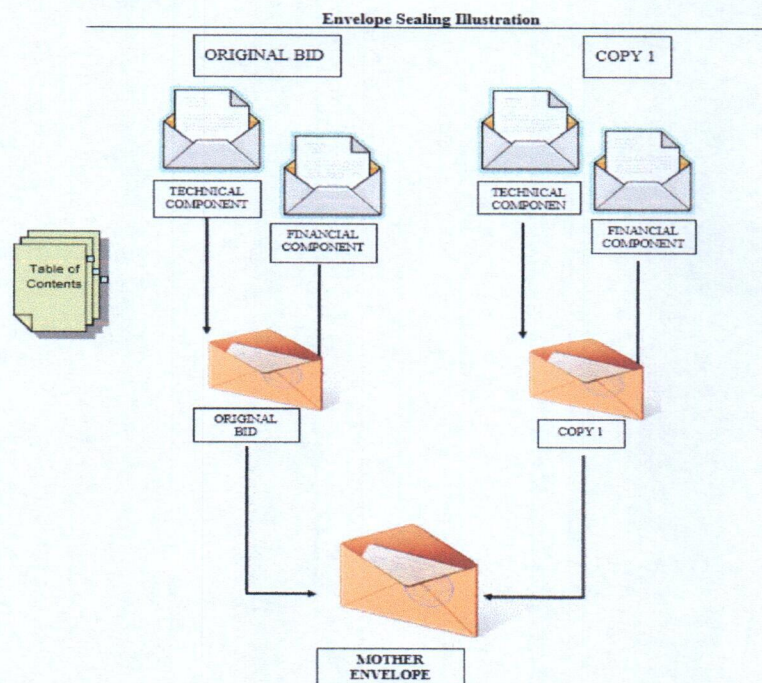 Envelope Sealing Illustration
ORIGINAL BID
COPY 1
TECHNICAL
COMPONENT
FINANCIAL
COMPONENT
TECHNICAL
COMPONEN
FINANCIAL
COMPONENT
Table of
Contents
ORIGINAL
BID
COPY 1
MOTHER
ENVELOPE